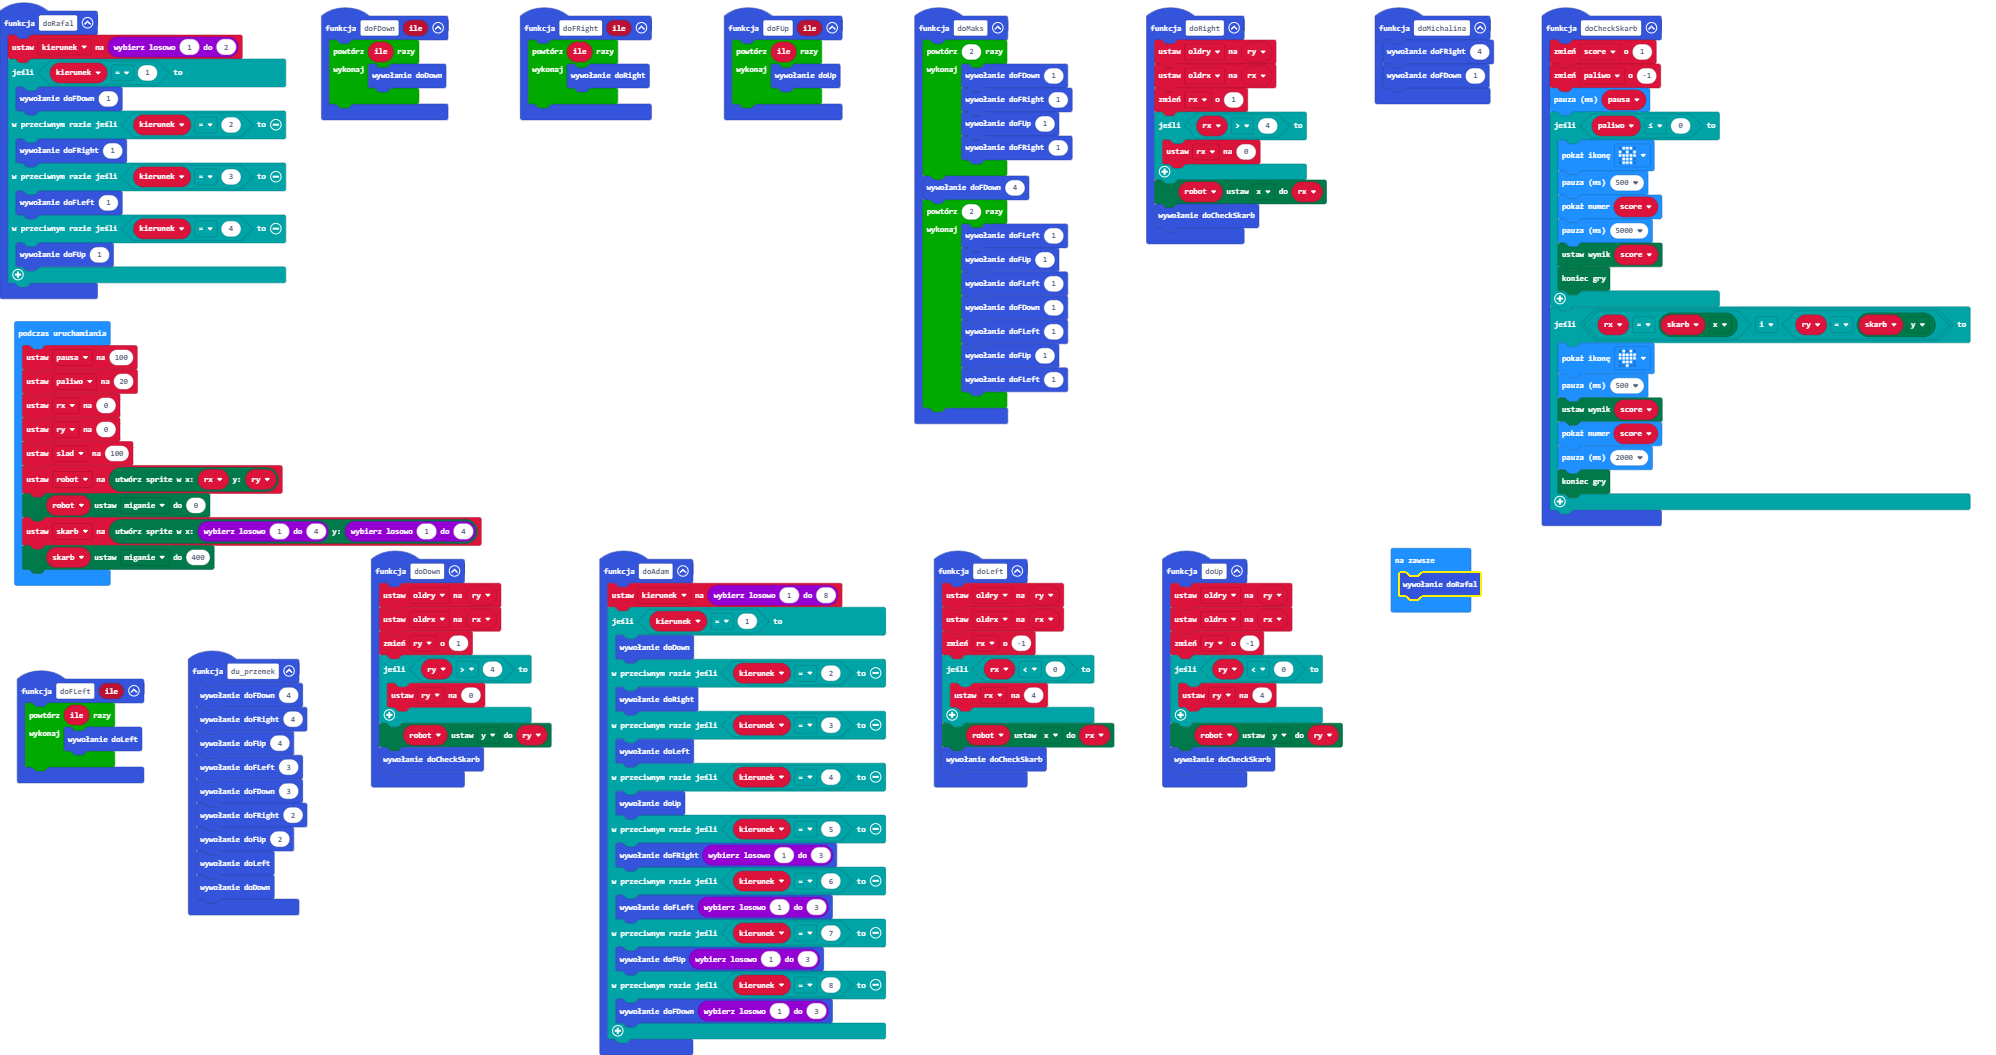 funkcja doRafal
ustaw kierunek na wybierz losowo 1 do 2
jeśli kierunek = 1 to
wywołanie doFDown 1
w przeciwnym razie jeśli kierunek = 2 to
wywołanie doFRight 1
w przeciwnym razie jeśli kierunek = 3 to
wywołanie doFLeft 1
w przeciwnym razie jeśli kierunek = 4 to
wywołanie doFUp 1
funkcja doFDown ile
powtórz ile razy
wykonaj wywołanie doDown
funkcja doFRight ile
powtórz ile razy
wykonaj wywołanie doRight
funkcja doFUp ile
powtórz ile razy
wykonaj wywołanie doUp
funkcja doMaks
powtórz 2 razy
wykonaj wywołanie doFDown 1
wywołanie doFRight 1
wywołanie doFUp 1
wywołanie doFRight 1
wywołanie doFDown 4
powtórz 2 razy
wykonaj wywołanie doFLeft 1
wywołanie doFUp 1
wywołanie doFLeft 1
wywołanie doFDown 1
wywołanie doFLeft 1
wywołanie doFUp 1
wywołanie doFLeft 1
funkcja doRight
ustaw oldry na ry
ustaw oldrx na rx
zmień rx o 1
jeśli rx > 4 to
ustaw rx na 0
robot ustaw x do rx
wywołanie doCheckSkarb
funkcja doMichalina
wywołanie doFRight 4
wywołanie doFDown 1
funkcja doCheckSkarb
zmień score o 1
zmień paliwo o -1
pauza (ms) pausa
jeśli paliwo ≤ 0 to
pokaż ikonę
pauza (ms) 500
pokaż numer score
pauza (ms) 5000
ustaw wynik score
koniec gry
jeśli rx = skarb x i ry = skarb y to
pokaż ikonę
pauza (ms) 500
ustaw wynik score
pokaż numer score
pauza (ms) 2000
koniec gry
podczas uruchamiania
ustaw pausa na 100
ustaw paliwo na 20
ustaw rx na 0
ustaw ry na 0
ustaw slad na 100
ustaw robot na utwórz sprite w x: rx y: ry
robot ustaw miganie do 0
ustaw skarb na utwórz sprite w x: wybierz losowo 1 do 4 y: wybierz losowo 1 do 4
skarb ustaw miganie do 400
funkcja doFLeft ile
powtórz ile razy
wykonaj wywołanie doLeft
funkcja du_przemek
wywołanie doFDown 4
wywołanie doFRight 4
wywołanie doFUp 4
wywołanie doFLeft 3
wywołanie doFDown 3
wywołanie doFRight 2
wywołanie doFUp 2
wywołanie doLeft
wywołanie doDown
funkcja doDown
ustaw oldry na ry
ustaw oldrx na rx
zmień ry o 1
jeśli ry > 4 to
ustaw ry na 0
robot ustaw y do ry
wywołanie doCheckSkarb
funkcja doAdam
ustaw kierunek na wybierz losowo 1 do 8
jeśli kierunek = 1 to
wywołanie doDown
w przeciwnym razie jeśli kierunek = 2 to
wywołanie doRight
w przeciwnym razie jeśli kierunek = 3 to
wywołanie doLeft
w przeciwnym razie jeśli kierunek = 4 to
wywołanie doUp
w przeciwnym razie jeśli kierunek = 5 to
wywołanie doFRight wybierz losowo 1 do 3
w przeciwnym razie jeśli kierunek = 6 to
wywołanie doFLeft wybierz losowo 1 do 3
w przeciwnym razie jeśli kierunek = 7 to
wywołanie doFUp wybierz losowo 1 do 3
w przeciwnym razie jeśli kierunek = 8 to
wywołanie doFDown wybierz losowo 1 do 3
funkcja doLeft
ustaw oldry na ry
ustaw oldrx na rx
zmień rx o -1
jeśli rx < 0 to
ustaw rx na 4
robot ustaw x do rx
wywołanie doCheckSkarb
funkcja doUp
ustaw oldry na ry
ustaw oldrx na rx
zmień ry o -1
jeśli ry < 0 to
ustaw ry na 4
robot ustaw y do ry
wywołanie doCheckSkarb
na zawsze
wywołanie doRafal